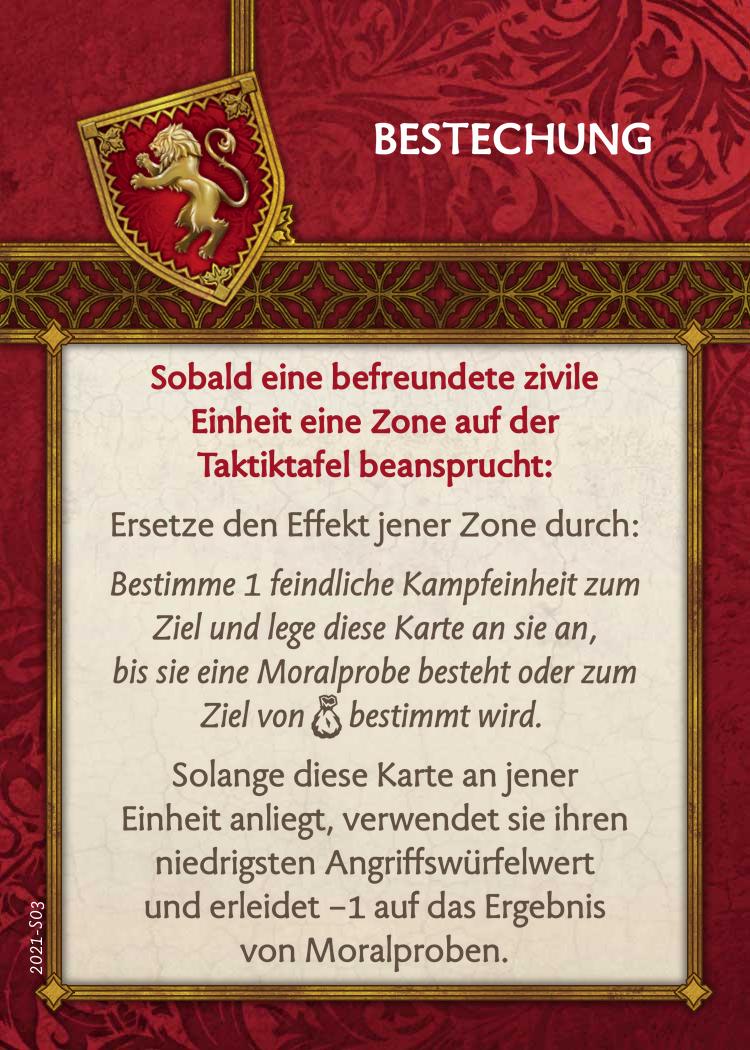 BESTECHUNG
Sobald eine befreundete zivile
Einheit eine Zone auf der
Taktiktafel beansprucht:
Ersetze den Effekt jener Zone durch:
Bestimme 1 feindliche Kampfeinheit zum
Ziel und lege diese Karte an sie an,
bis sie eine Moralprobe besteht oder zum
Ziel von bestimmt wird.
Solange diese Karte an jener
Einheit anliegt, verwendet sie ihren
niedrigsten Angriffswürfelwert
und erleidet –1 auf das Ergebnis
von Moralproben.
2021-S03